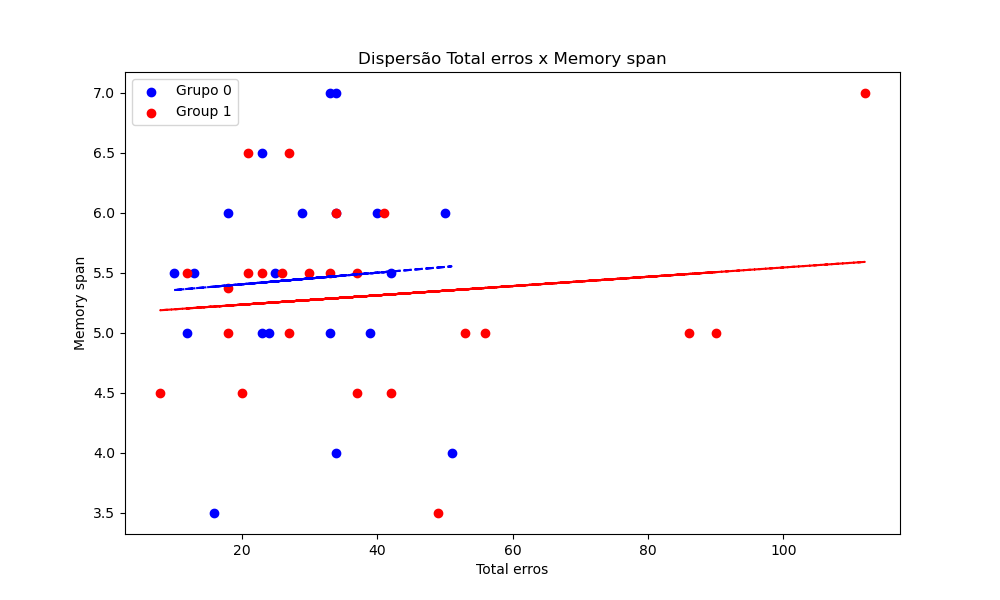 Dispersão Total erros x Memory span
Grupo 0
Group 1
Memory span
7.0
6.5
6.0
5.5
5.0
4.5
4.0
3.5
20 40 60 80 100
Total erros